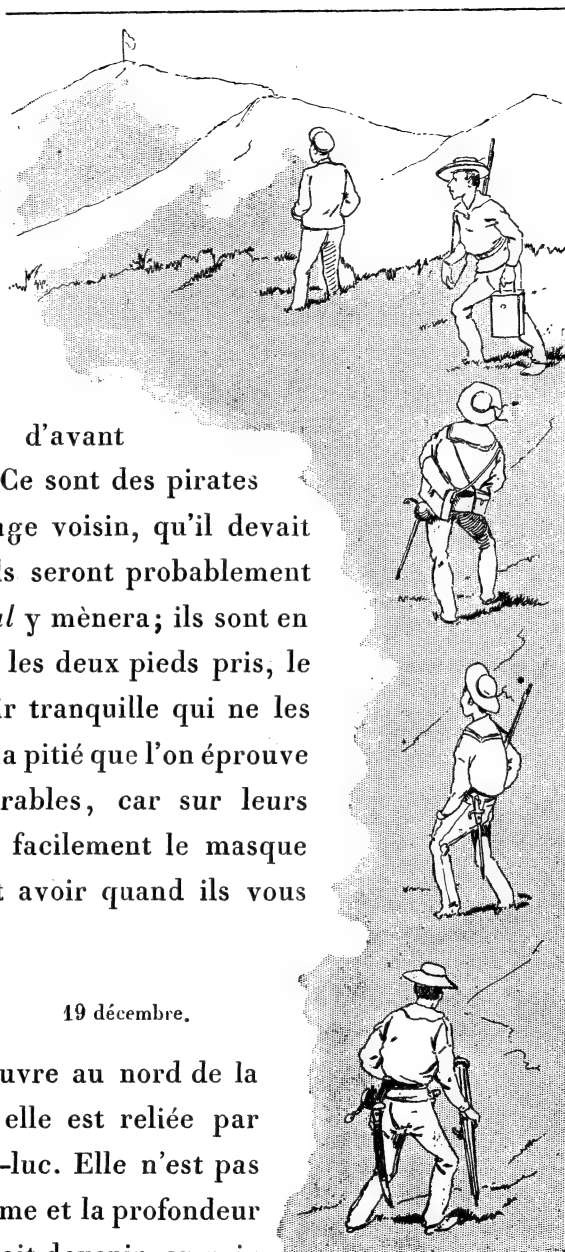 d'avant
Ce sont des pirates
ge voisin, qu'il devait
ls seront probablement
al y mènera; ils sont en
les deux pieds pris, le
ir tranquille qui ne les
a pitié que l'on éprouve
rables, car sur leurs
facilement le masque
t avoir quand ils vous
19 décembre.
uvre au nord de la
elle est reliée par
-luc. Elle n'est pas
me et la profondeur